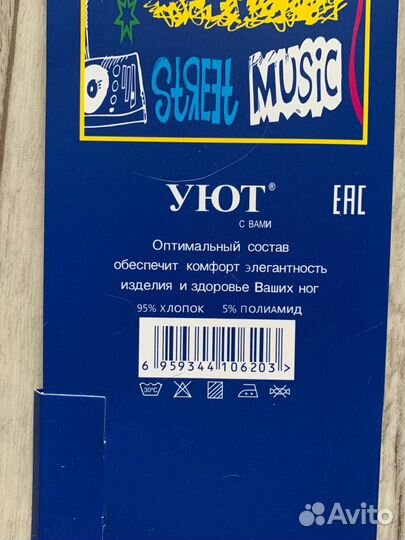 STREET MUSIC
УЮТ®
С ВАМИ
EAC
Оптимальный состав
обеспечит комфорт элегантность
изделия и здоровье Ваших ног
95% ХЛОПОК 5% ПОЛИАМИД
6 959344 106203 >
30°C
Avito